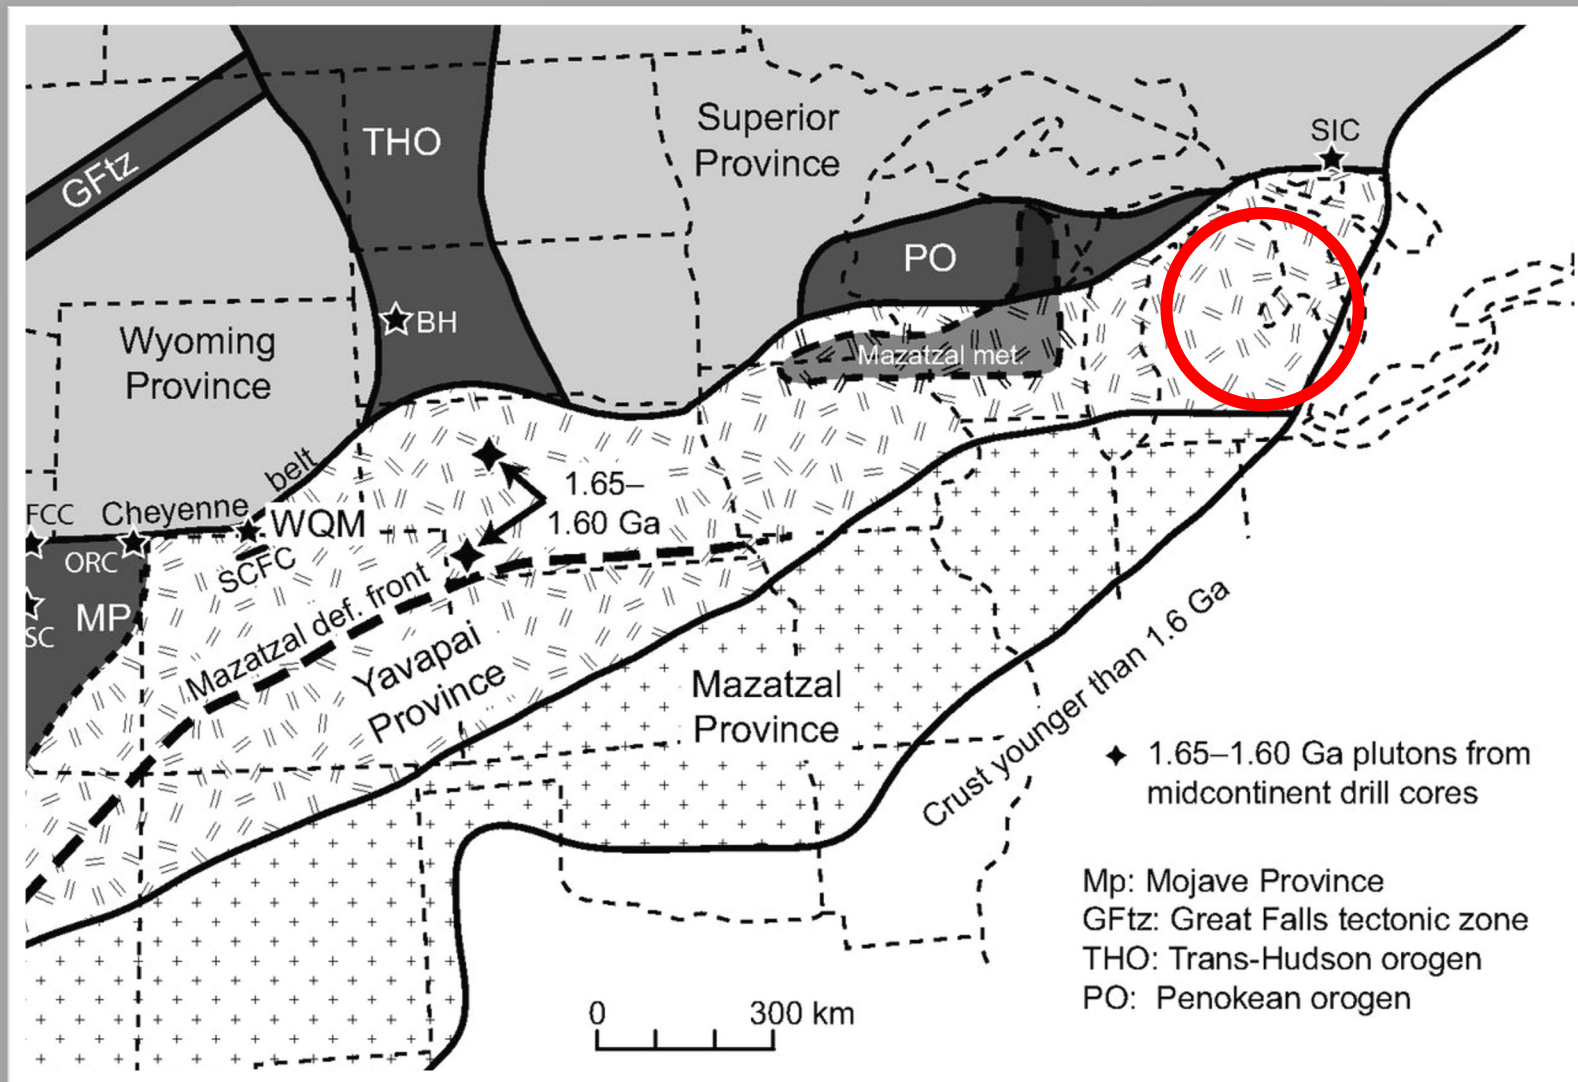 THO
Superior
Province
SIC
GFtz
PO
BH
Mazatzal met.
Wyoming
Province
belt
1.65–
1.60 Ga
FCC
Cheyenne
WQM
ORC
SCFC
MP
SC
Mazatzal def. front
Yavapai
Province
Mazatzal
Province
Crust younger than 1.6 Ga
1.65–1.60 Ga plutons from
midcontinent drill cores
Mp: Mojave Province
GFtz: Great Falls tectonic zone
THO: Trans-Hudson orogen
PO: Penokean orogen
0 300 km